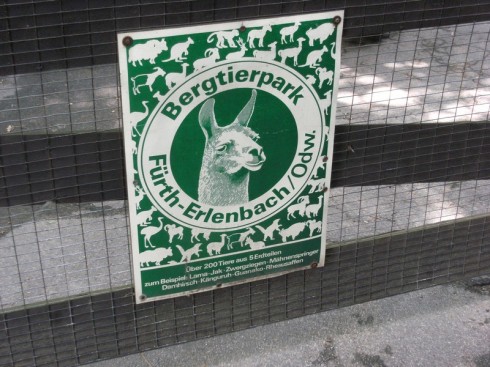 Bergtierpark
Fürth-Erlenbach/Odw.
Über 200 Tiere aus 5 Erdteilen
zum Beispiel: Lama-Jak-Zwergziegen-Mähnenspringer
Damhirsch-Känguruh-Guanako-Rhesusaffen